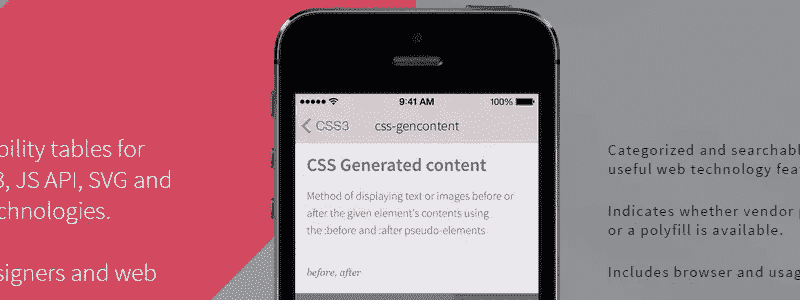 bility tables for
JS API, SVG and
chnologies.
signers and web
9:41 AM
100%
CSS3
css-gencontent
CSS Generated content
Method of displaying text or images before or
after the given element's contents using
the :before and :after pseudo-elements
before, after
Categorized and searchabl
useful web technology fea
Indicates whether vendor p
or a polyfill is available.
Includes browser and usag